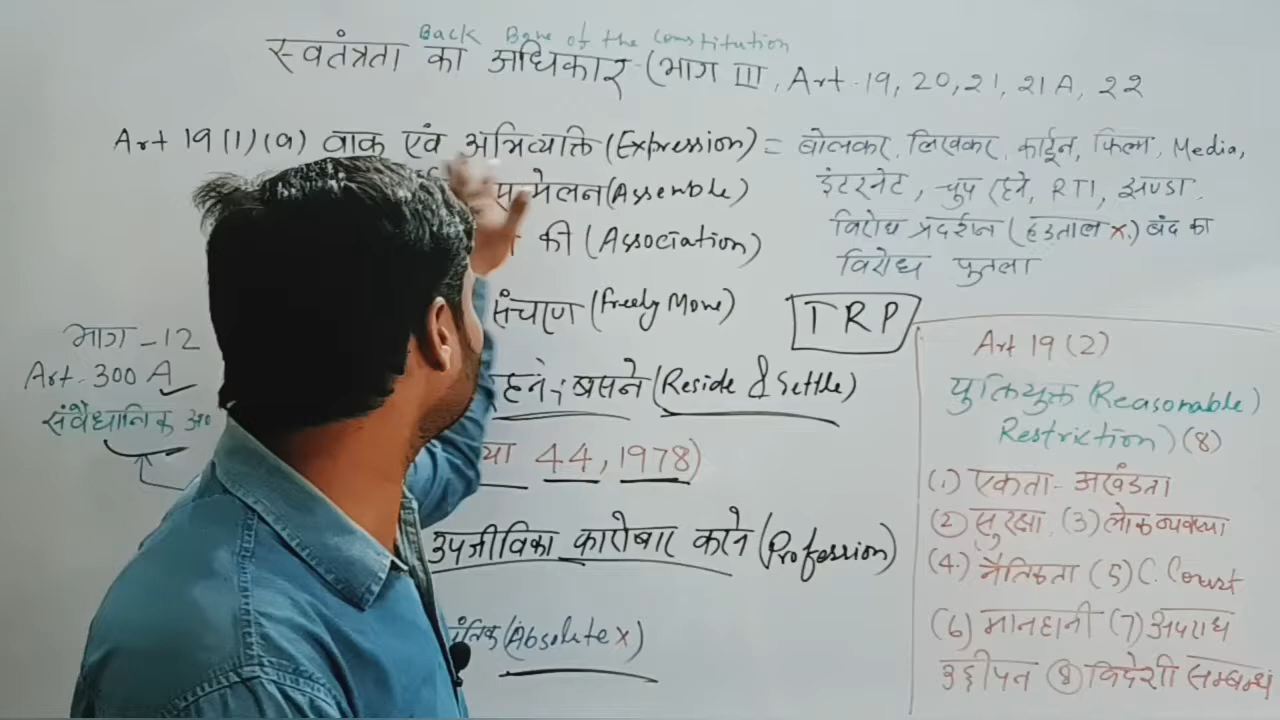 Back Bone of the Constitution
स्वतंत्रता का अधिकार (भाग III, Art. 19, 20, 21, 21A, 22
Art 19(1)(a) वाक् एवं अभिव्यक्ति (Expression) = बोलकर, लिखकर, कार्टून, फिल्म, Media,
इंटरनेट, चुप रहने, RTI, झण्डा,
विरोध प्रदर्शन (हड़ताल x.) बंद का
विरोध पुतला
सम्मेलन (Assemble)
की (Association)
संचरण (Freely Move)
TRP
बसने (Reside & Settle)
44, 1978)
उपजीविका कारोबार करने (Profession)
(Absolute x)
भाग - 12
Art. 300 A
संवैधानिक अ०
Art 19 (2)
युक्तियुक्त (Reasonable)
Restriction) (8)
(1.) एकता - अखंडता
(2) सुरक्षा, (3) लोकव्यवस्था
(4.) नैतिकता (5) C. Court
(6) मानहानी (7) अपराध
उद्दीपन (8) विदेशी सम्बन्ध